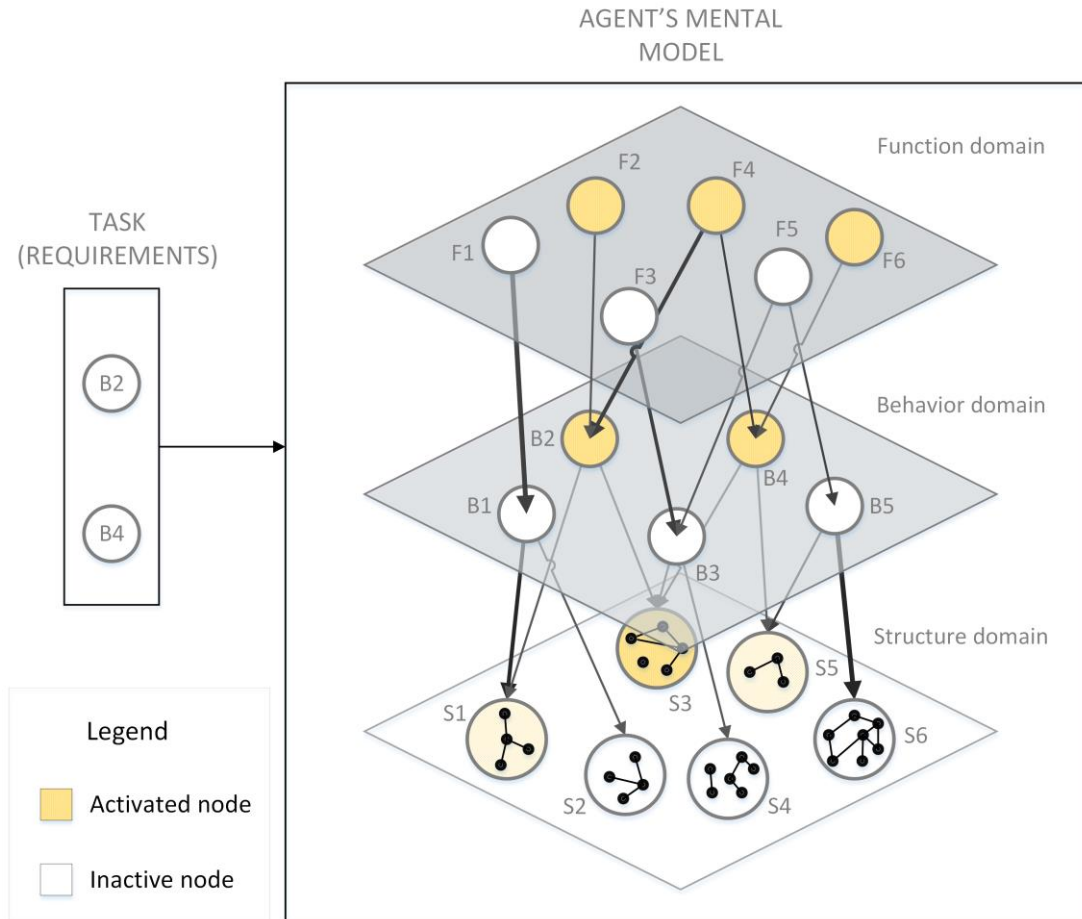 AGENT'S MENTAL
MODEL
Function domain
F2
F4
F1
F3
F5
F6
TASK
(REQUIREMENTS)
B2
B4
Behavior domain
B2
B4
B1
B3
B5
Structure domain
S3
S5
S1
S2
S4
S6
Legend
Activated node
Inactive node